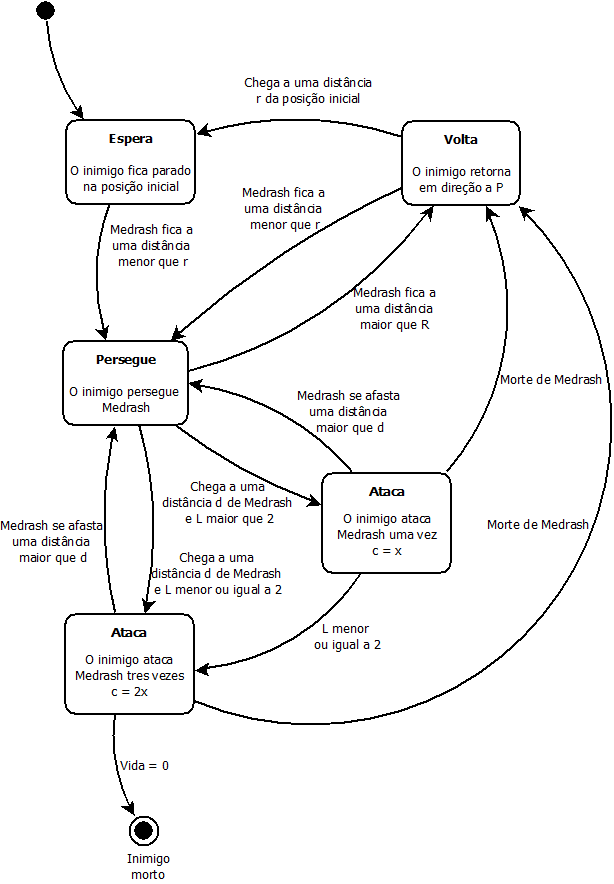 Chega a uma distância
r da posição inicial
Espera
O inimigo fica parado
na posição inicial
Volta
O inimigo retorna
em direção a P
Medrash fica a
uma distância
menor que r
Medrash fica a
uma distância
menor que r
Medrash fica a
uma distância
maior que R
Persegue
O inimigo persegue
Medrash
Medrash se afasta
uma distância
maior que d
Morte de Medrash
Chega a uma
distância d de Medrash
e L maior que 2
Ataca
O inimigo ataca
Medrash uma vez
c = x
Medrash se afasta
uma distância
maior que d
Chega a uma
distância d de Medrash
e L menor ou igual a 2
Morte de Medrash
Ataca
O inimigo ataca
Medrash tres vezes
c = 2x
L menor
ou igual a 2
Vida = 0
Inimigo
morto